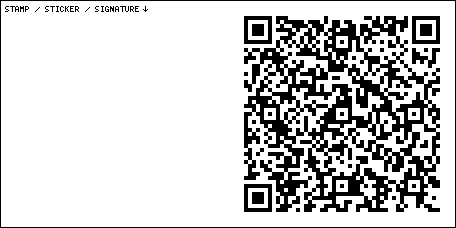 STAMP / STICKER / SIGNATURE ↓